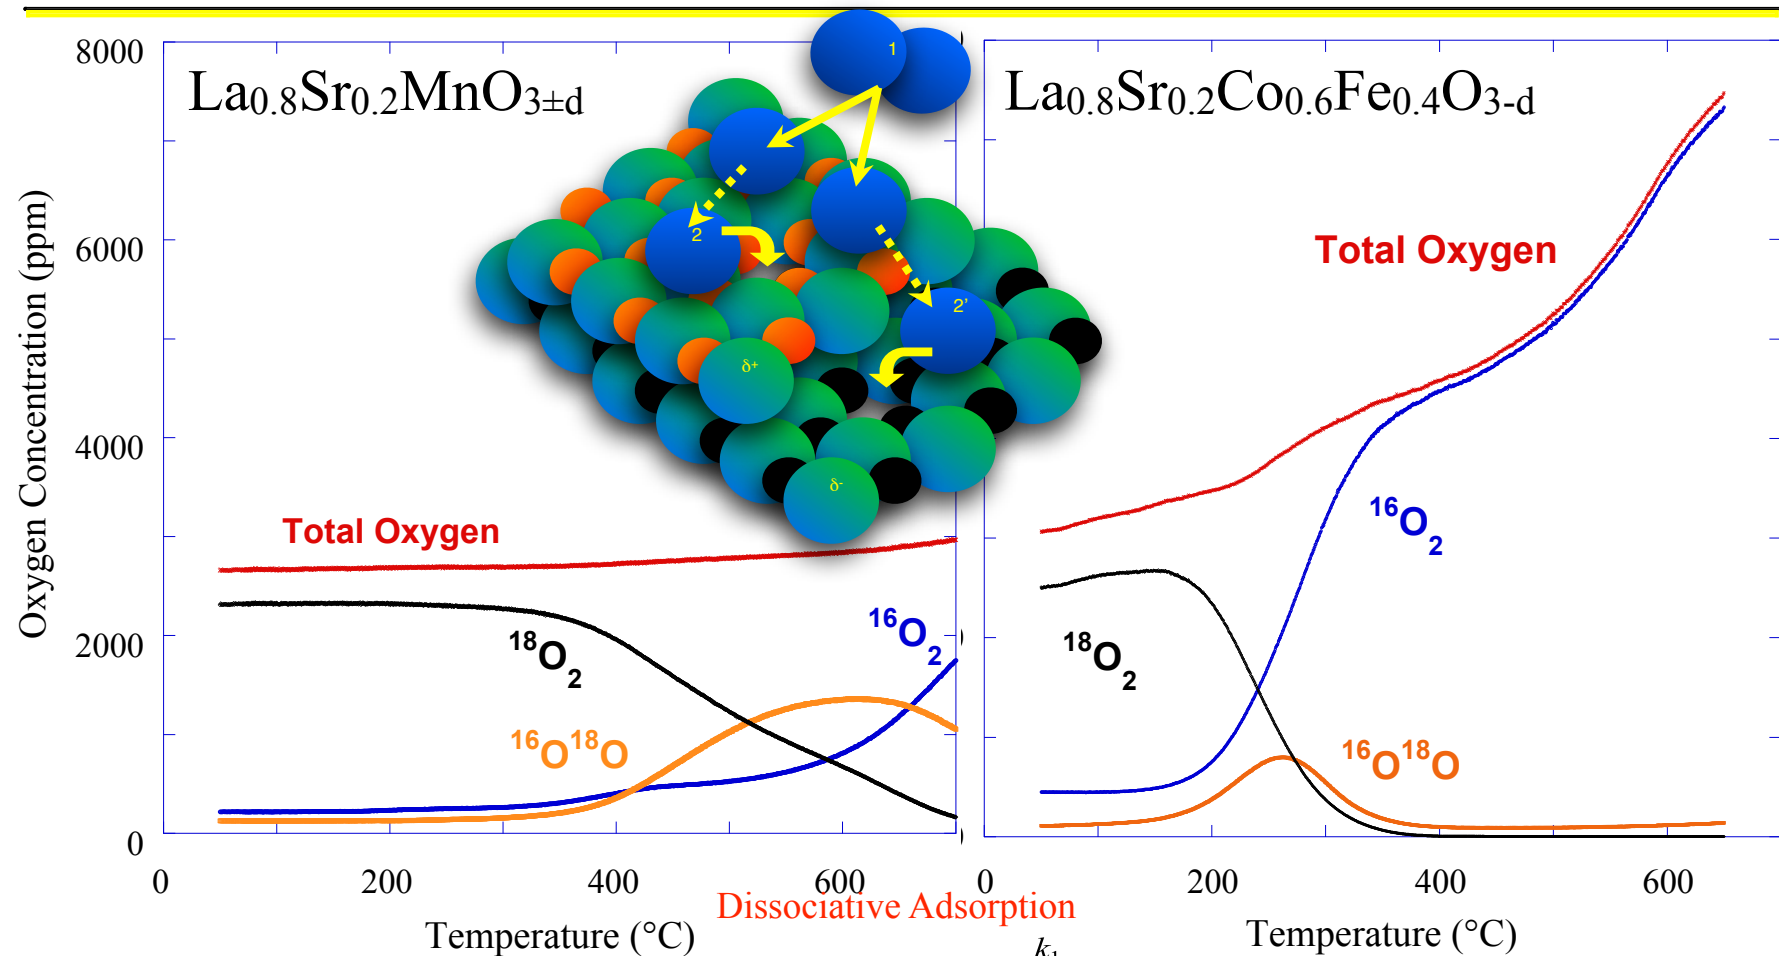 La0.8Sr0.2MnO3±d
La0.8Sr0.2Co0.6Fe0.4O3-d
Oxygen Concentration (ppm)
8000
6000
4000
2000
0
1
2
2'
δ+
δ-
Total Oxygen
18O2
16O2
16O18O
Total Oxygen
16O2
18O2
16O18O
0 200 400 600
0 200 400 600
Dissociative Adsorption
Temperature (°C)
Temperature (°C)
k1